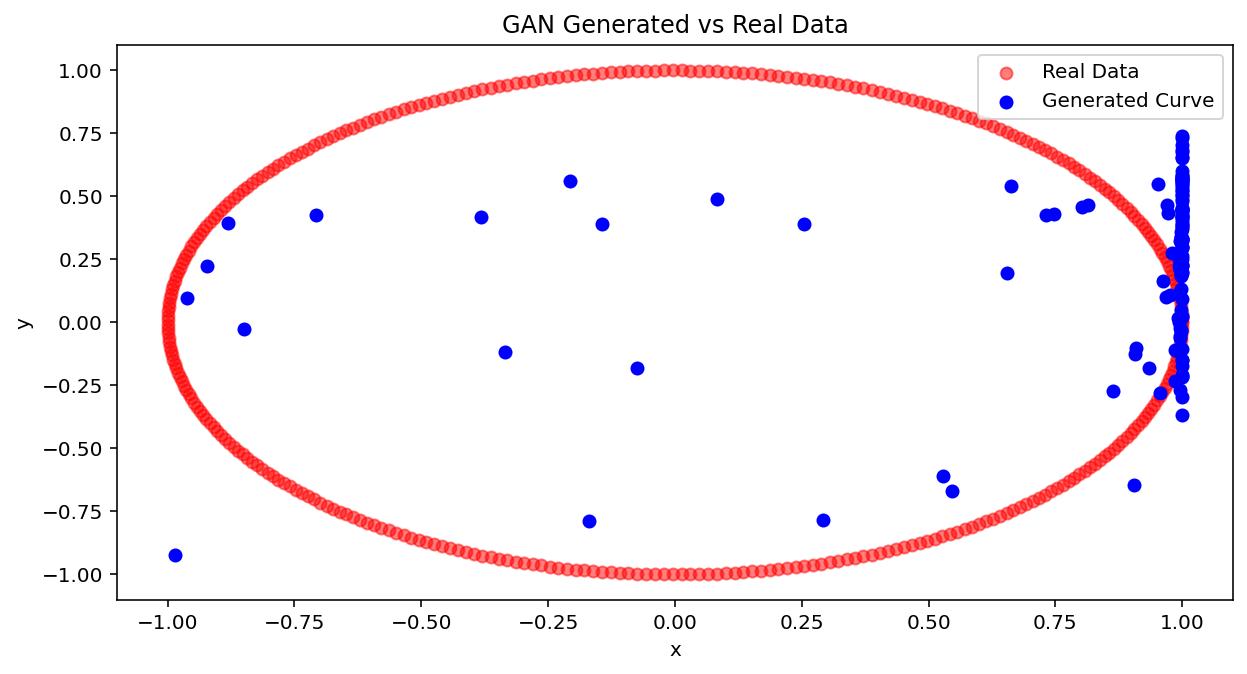 GAN Generated vs Real Data
Real Data
Generated Curve
1.00
0.75
0.50
0.25
0.00
−0.25
−0.50
−0.75
−1.00
y
−1.00 −0.75 −0.50 −0.25 0.00 0.25 0.50 0.75 1.00
x